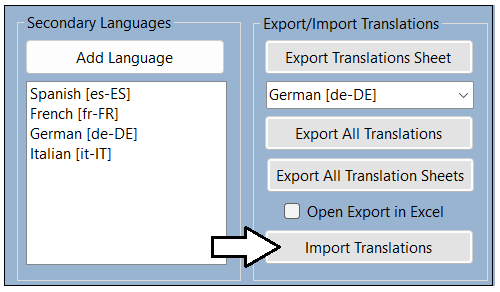 Secondary Languages
Add Language
Spanish [es-ES]
French [fr-FR]
German [de-DE]
Italian [it-IT]
Export/Import Translations
Export Translations Sheet
German [de-DE]
Export All Translations
Export All Translation Sheets
Open Export in Excel
Import Translations